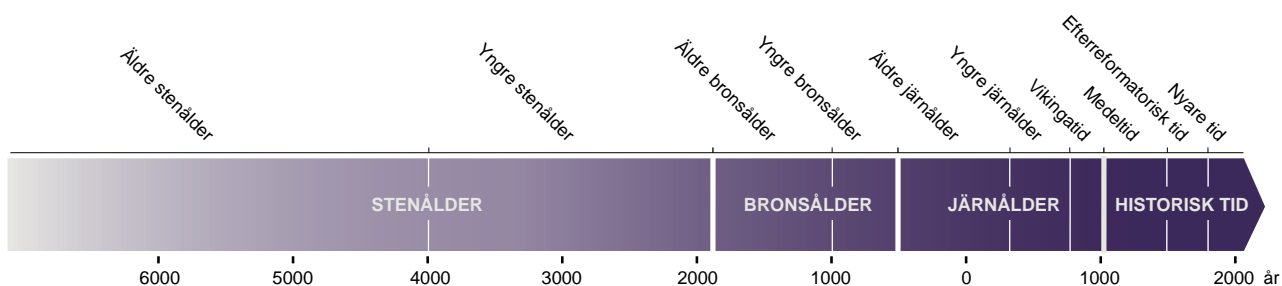 Äldre stenålder
Yngre stenålder
Äldre bronsålder
Yngre bronsålder
Äldre järnålder
Yngre järnålder
Vikingatid
Medeltid
Efterreformatorisk tid
Nyare tid
STENÅLDER
BRONSÅLDER
JÄRNÅLDER
HISTORISK TID
6000 5000 4000 3000 2000 1000 0 1000 2000 år